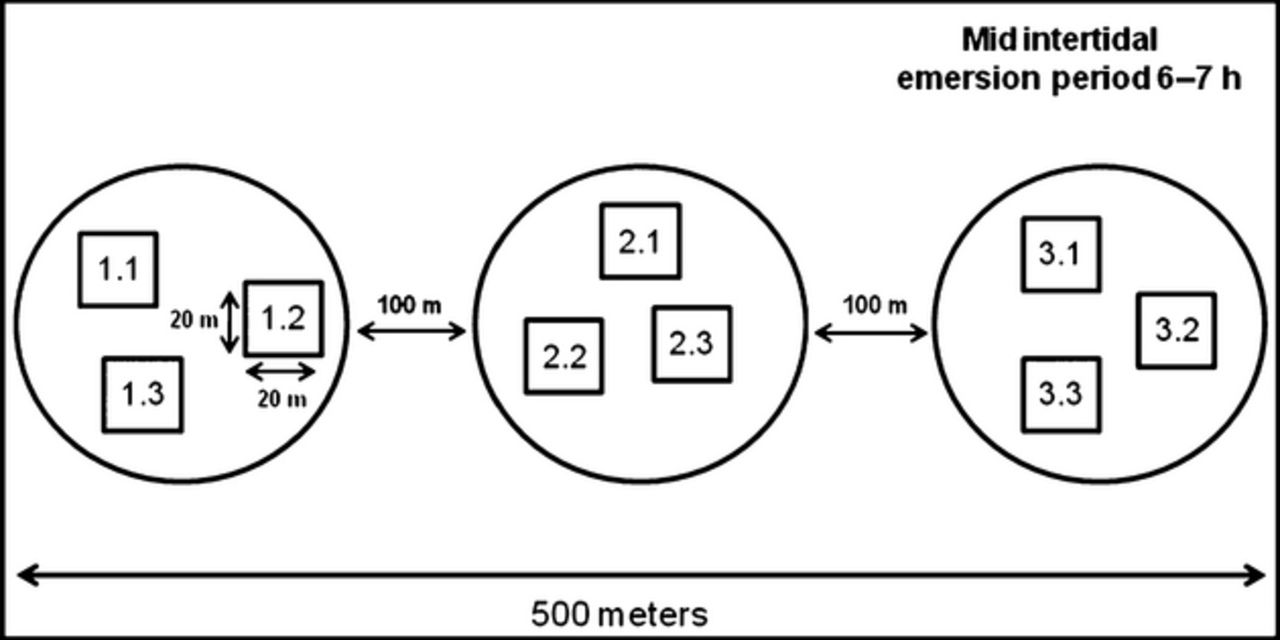 Mid intertidal
emersion period 6–7 h
1.1
1.2
1.3
20 m
20 m
100 m
2.1
2.2
2.3
100 m
3.1
3.2
3.3
500 meters